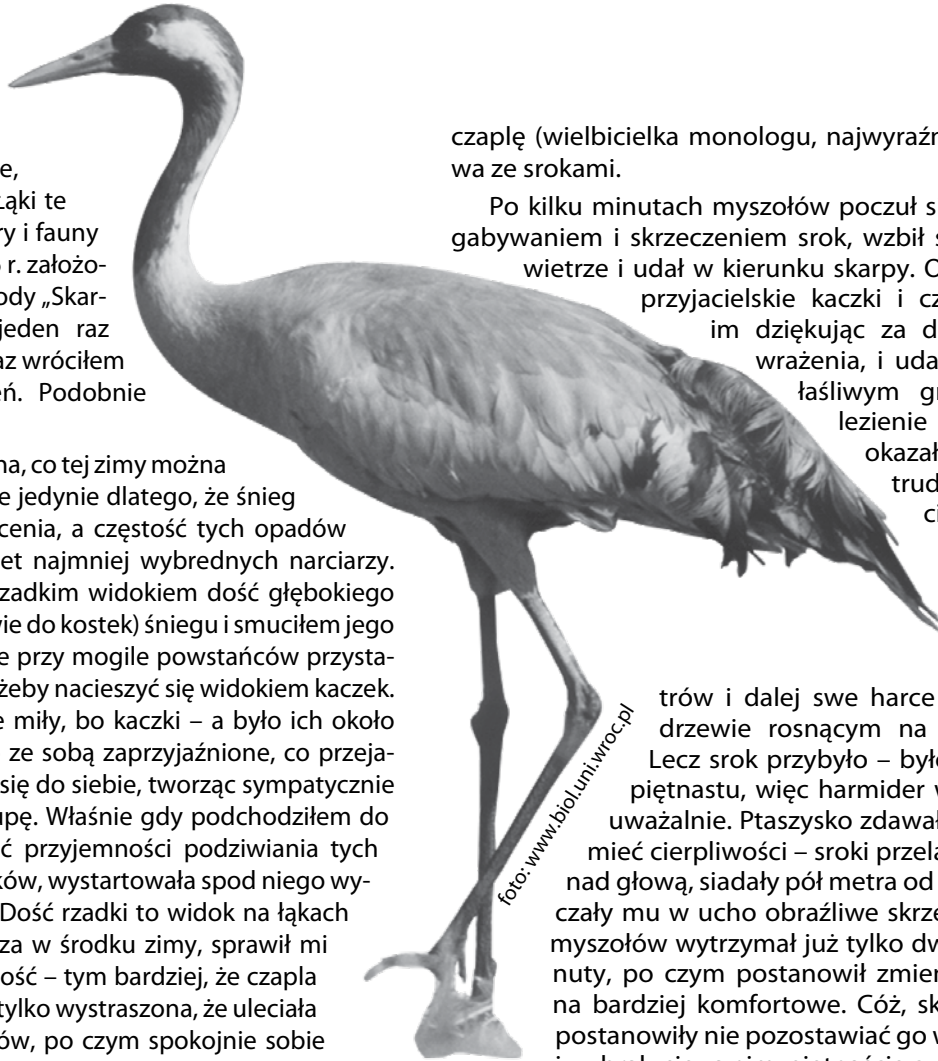 e,
Łąki te
ry i fauny
r. założo-
ody „Skar-
jeden raz
az wróciłem
eń. Podobnie
na, co tej zimy można
e jedynie dlatego, że śnieg
cenia, a częstość tych opadów
et najmniej wybrednych narciarzy.
zadkim widokiem dość głębokiego
vie do kostek) śniegu i smuciłem jego
e przy mogile powstańców przysta-
żeby nacieszyć się widokiem kaczek.
e miły, bo kaczki – a było ich około
ze sobą zaprzyjaźnione, co przeja-
się do siebie, tworząc sympatycznie
upę. Właśnie gdy podchodziłem do
ć przyjemności podziwiania tych
ków, wystartowała spod niego wy-
Dość rzadki to widok na łąkach
za w środku zimy, sprawił mi
ość – tym bardziej, że czapla
tylko wystraszona, że uleciała
ów, po czym spokojnie sobie
foto: www.biol.uni.wroc.pl
czaplę (wielbicielka monologu, najwyraźn
wa ze srokami.
Po kilku minutach myszołów poczuł s
gabywaniem i skrzeczeniem srok, wzbił s
wietrze i udał w kierunku skarpy. O
przyjacielskie kaczki i cz
im dziękując za d
wrażenia, i uda
łaśliwym gr
lezienie
okazał
trud
ci
trów i dalej swe harce
drzewie rosnącym na
Lecz srok przybyło – było
piętnastu, więc harmider w
uważalnie. Ptaszysko zdawał
mieć cierpliwości – sroki przela
nad głową, siadały pół metra od
czały mu w ucho obraźliwe skrze
myszołów wytrzymał już tylko dw
nuty, po czym postanowił zmien
na bardziej komfortowe. Cóż, sk
postanowiły nie pozostawiać go w